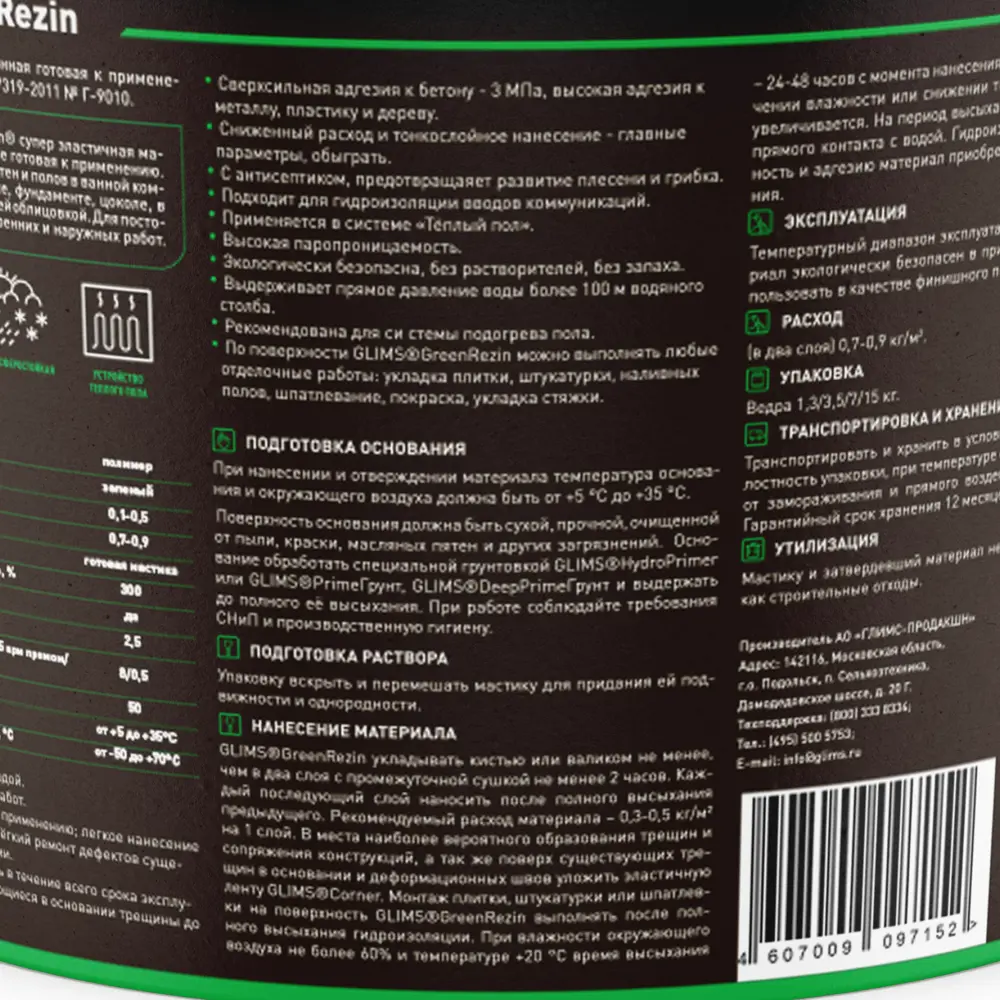 Rezin
нная готовая к примене-
7319-2011 № Г-9010.
n® супер эластичная ма-
е готовая к применению.
тен и полов в ванной ком-
е, фундаменте, цоколе, в
ей облицовкой. Для посто-
ренних и наружных работ.
СФЕРОСТОЙКАЯ
УСТРОЙСТВО
ТЕПЛОГО ПОЛА
полимер
зеленый
0,1-0,5
0,7-0,9
готовая мастика
, %
300
да
2,5
5 при прямом/
8/0,5
50
°С
от +5 до +35°С
от -50 до +70°С
дой.
абот.
применению; легкое нанесение
ёгкий ремонт дефектов суще-
ни.
ь в течение всего срока эксплу-
ющиеся в основании трещины до
• Сверхсильная адгезия к бетону - 3 МПа, высокая адгезия к
металлу, пластику и дереву.
• Сниженный расход и тонкослойное нанесение - главные
параметры, обыграть.
• С антисептиком, предотвращает развитие плесени и грибка.
• Подходит для гидроизоляции вводов коммуникаций.
• Применяется в системе «Тёплый пол».
• Высокая паропроницаемость.
• Экологически безопасна, без растворителей, без запаха.
• Выдерживает прямое давление воды более 100 м водяного
столба.
• Рекомендована для си стемы подогрева пола.
• По поверхности GLIMS®GreenRezin можно выполнять любые
отделочные работы: укладка плитки, штукатурки, наливных
полов, шпатлевание, покраска, укладка стяжки.
ПОДГОТОВКА ОСНОВАНИЯ
При нанесении и отверждении материала температура основа-
ния и окружающего воздуха должна быть от +5 °С до +35 °С.
Поверхность основания должна быть сухой, прочной, очищенной
от пыли, краски, масляных пятен и других загрязнений. Осно-
вание обработать специальной грунтовкой GLIMS®HydroPrimer
или GLIMS®PrimeГрунт, GLIMS®DeepPrimeГрунт и выдержать
до полного её высыхания. При работе соблюдайте требования
СНиП и производственную гигиену.
ПОДГОТОВКА РАСТВОРА
Упаковку вскрыть и перемешать мастику для придания ей под-
вижности и однородности.
НАНЕСЕНИЕ МАТЕРИАЛА
GLIMS®GreenRezin укладывать кистью или валиком не менее,
чем в два слоя с промежуточной сушкой не менее 2 часов. Каж-
дый последующий слой наносить после полного высыхания
предыдущего. Рекомендуемый расход материала – 0,3-0,5 кг/м²
на 1 слой. В места наиболее вероятного образования трещин и
сопряжения конструкций, а так же поверх существующих тре-
щин в основании и деформационных швов уложить эластичную
ленту GLIMS®Corner. Монтаж плитки, штукатурки или шпатлев-
ки на поверхность GLIMS®GreenRezin выполнять после пол-
ного высыхания гидроизоляции. При влажности окружающего
воздуха не более 60% и температуре +20 °С время высыхания
– 24-48 часов с момента нанесения
чении влажности или снижении т
увеличивается. На период высыха
прямого контакта с водой. Гидрои
ность и адгезию материал приобре
ния.
ЭКСПЛУАТАЦИЯ
Температурный диапазон эксплуата
риал экологически безопасен в при
пользовать в качестве финишного п
РАСХОД
(в два слоя) 0,7-0,9 кг/м².
УПАКОВКА
Ведра 1,3/3,5/7/15 кг.
ТРАНСПОРТИРОВКА И ХРАНЕНИ
Транспортировать и хранить в услов
лостность упаковки, при температуре
от замораживания и прямого воздей
Гарантийный срок хранения 12 месяц
УТИЛИЗАЦИЯ
Мастику и затвердевший материал не
как строительные отходы.
Производитель АО «ГЛИМС-ПРОДАКШН»
Адрес: 142116, Московская область,
г.о. Подольск, п. Сельхозтехника,
Домодедовское шоссе, д. 20 Г.
Техподдержка: (800) 333 8336;
Тел.: (495) 500 5753;
E-mail: info@glims.ru
4 607009 097152 >